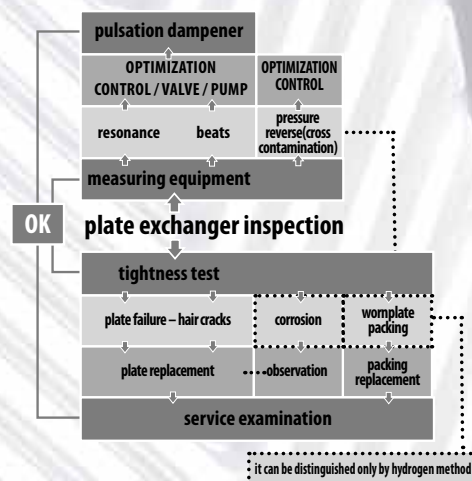 pulsation dampener
OPTIMIZATION
CONTROL / VALVE / PUMP
OPTIMIZATION
CONTROL
resonance
beats
pressure
reverse(cross
contamination)
measuring equipment
OK
plate exchanger inspection
tightness test
plate failure – hair cracks
corrosion
wornplate
packing
plate replacement
observation
packing
replacement
service examination
it can be distinguished only by hydrogen method